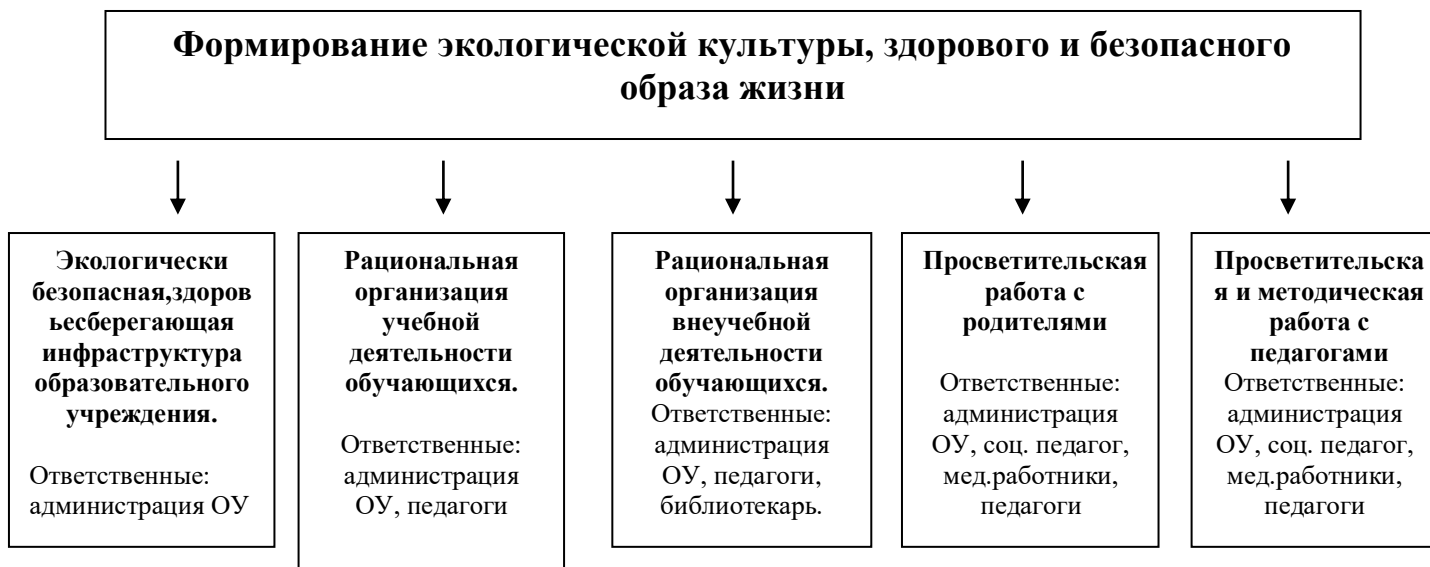 Формирование экологической культуры, здорового и безопасного
образа жизни
Экологически
безопасная,здоров
ьесберегающая
инфраструктура
образовательного
учреждения.
Ответственные:
администрация ОУ
Рациональная
организация
учебной
деятельности
обучающихся.
Ответственные:
администрация
ОУ, педагоги
Рациональная
организация
внеучебной
деятельности
обучающихся.
Ответственные:
администрация
ОУ, педагоги,
библиотекарь.
Просветительская
работа с
родителями
Ответственные:
администрация
ОУ, соц. педагог,
мед.работники,
педагоги
Просветительска
я и методическая
работа с
педагогами
Ответственные:
администрация
ОУ, соц. педагог,
мед.работники,
педагоги